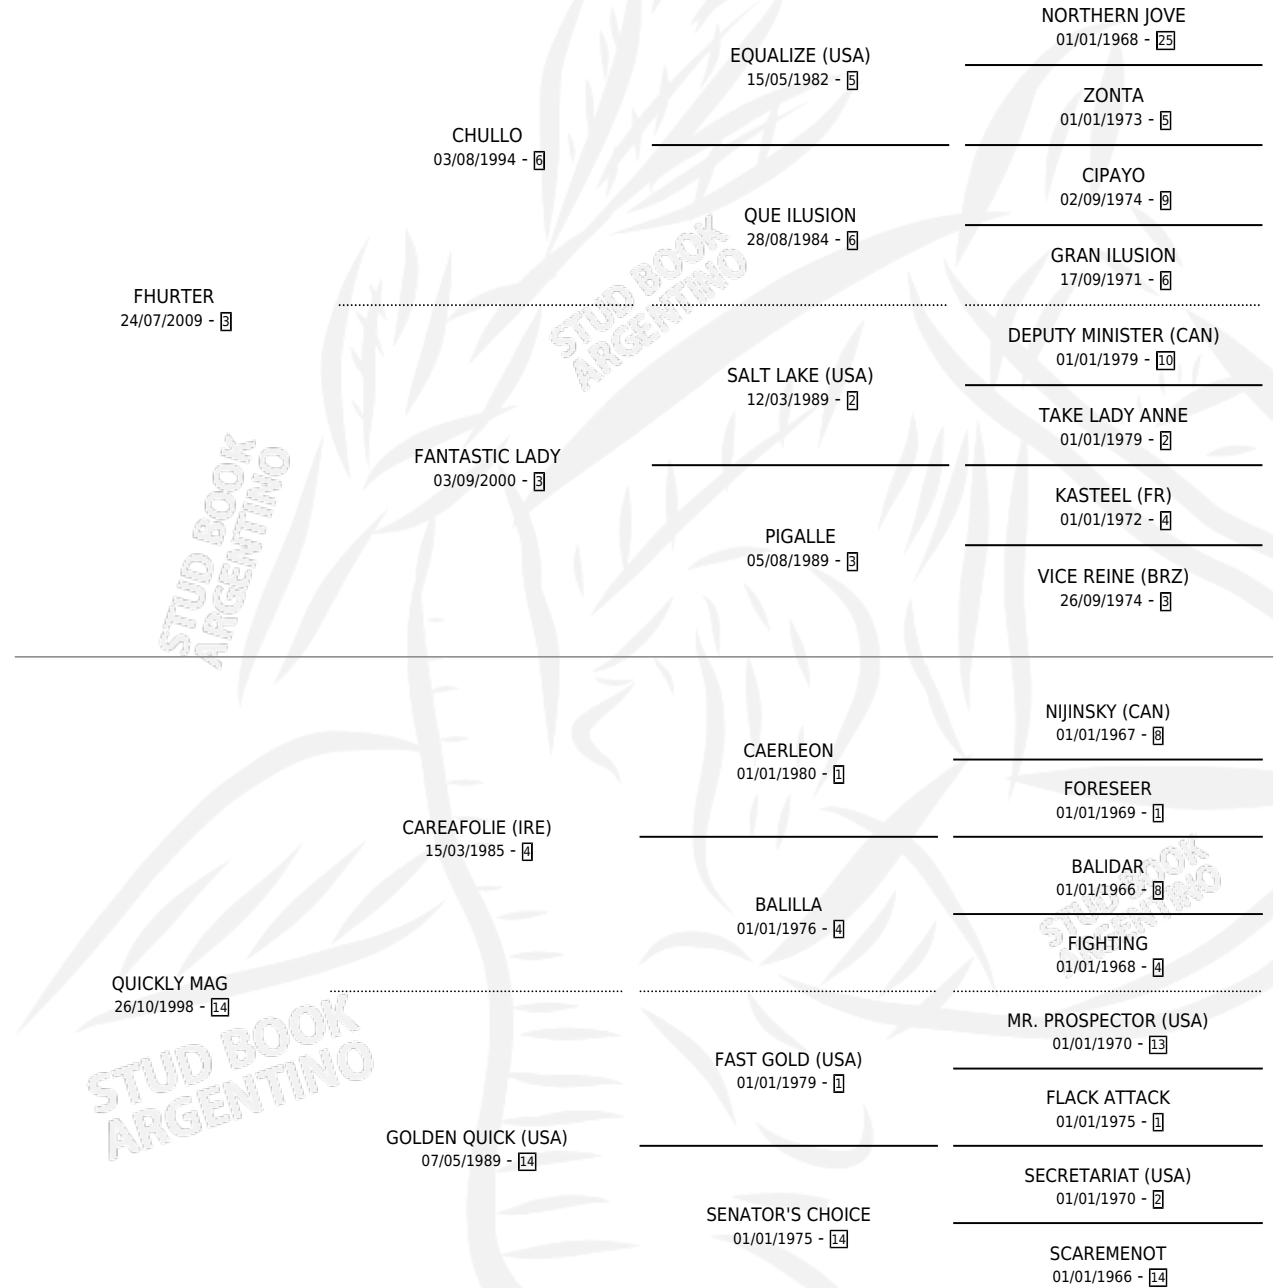 NORTHERN JOVE
01/01/1968 - 25
EQUALIZE (USA)
15/05/1982 - 5
ZONTA
01/01/1973 - 5
CHULLO
03/08/1994 - 6
CIPAYO
02/09/1974 - 9
QUE ILUSION
28/08/1984 - 6
GRAN ILUSION
17/09/1971 - 6
FHURTER
24/07/2009 - 3
DEPUTY MINISTER (CAN)
01/01/1979 - 10
SALT LAKE (USA)
12/03/1989 - 2
TAKE LADY ANNE
01/01/1979 - 2
FANTASTIC LADY
03/09/2000 - 3
KASTEEL (FR)
01/01/1972 - 4
PIGALLE
05/08/1989 - 3
VICE REINE (BRZ)
26/09/1974 - 3
STUD BOOK
ARGENTINO
STUD BOOK
ARGENTINO
NIJINSKY (CAN)
01/01/1967 - 8
CAERLEON
01/01/1980 - 1
FORESEER
01/01/1969 - 1
CAREAFOLIE (IRE)
15/03/1985 - 4
BALIDAR
01/01/1966 - 8
BALILLA
01/01/1976 - 4
FIGHTING
01/01/1968 - 4
STUD BOOK
ARGENTINO
QUICKLY MAG
26/10/1998 - 14
MR. PROSPECTOR (USA)
01/01/1970 - 13
FAST GOLD (USA)
01/01/1979 - 1
FLACK ATTACK
01/01/1975 - 1
STUD BOOK
ARGENTINO
GOLDEN QUICK (USA)
07/05/1989 - 14
SECRETARIAT (USA)
01/01/1970 - 2
SENATOR'S CHOICE
01/01/1975 - 14
SCAREMENOT
01/01/1966 - 14